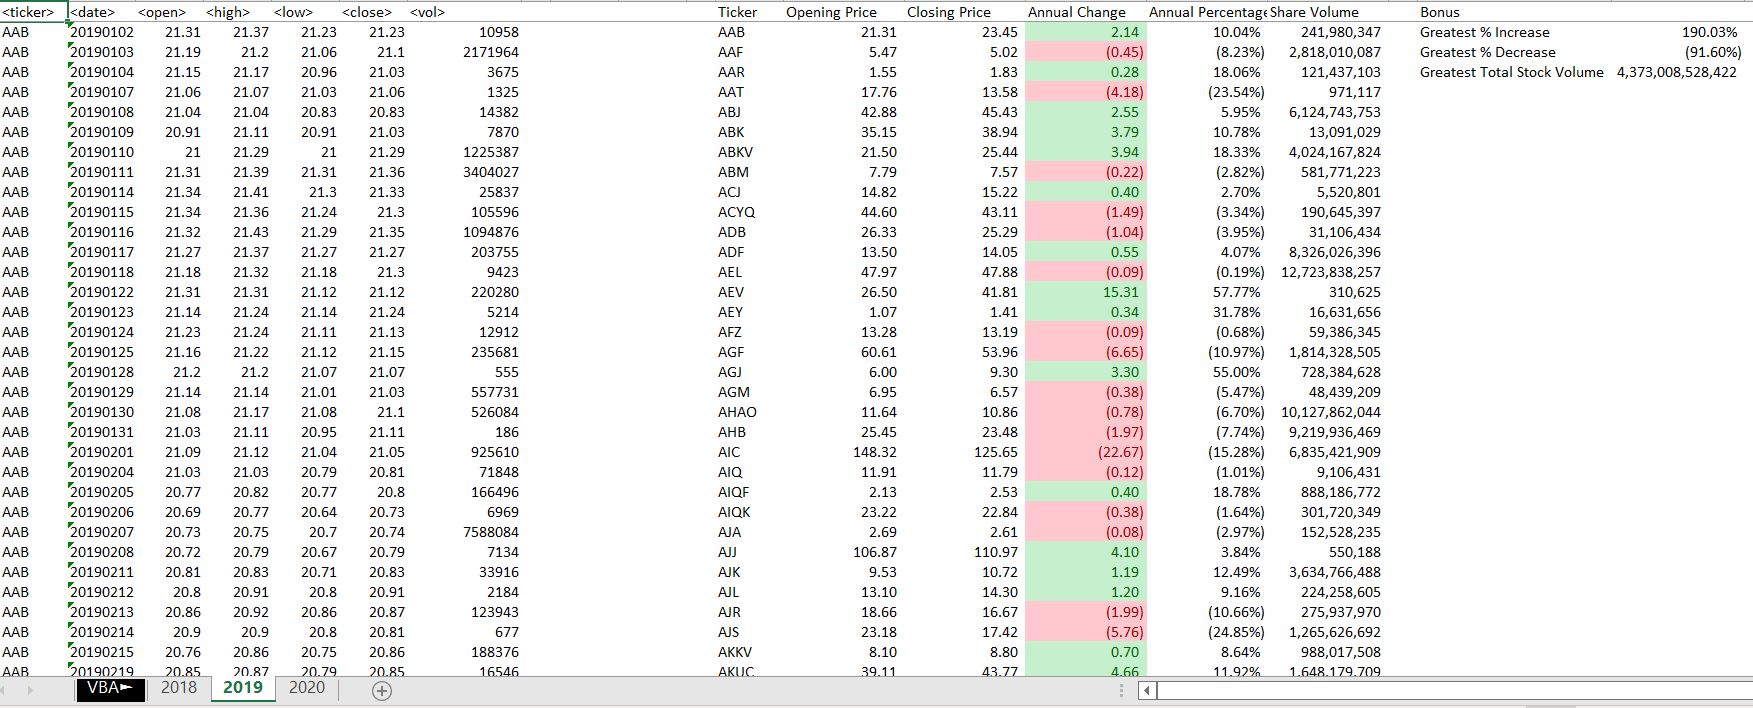 <ticker> <date> <open> <high> <low> <close> <vol> Ticker Opening Price Closing Price Annual Change Annual Percentage Share Volume Bonus
AAB 20190102 21.31 21.37 21.23 21.23 10958 AAB 21.31 23.45 2.14 10.04% 241,980,347 Greatest % Increase 190.03%
AAB 20190103 21.19 21.2 21.06 21.1 2171964 AAF 5.47 5.02 (0.45) (8.23%) 2,818,010,087 Greatest % Decrease (91.60%)
AAB 20190104 21.15 21.17 20.96 21.03 3675 AAR 1.55 1.83 0.28 18.06% 121,437,103 Greatest Total Stock Volume 4,373,008,528,422
AAB 20190107 21.06 21.07 21.03 21.06 1325 AAT 17.76 13.58 (4.18) (23.54%) 971,117
AAB 20190108 21.04 21.04 20.83 20.83 14382 ABJ 42.88 45.43 2.55 5.95% 6,124,743,753
AAB 20190109 20.91 21.11 20.91 21.03 7870 ABK 35.15 38.94 3.79 10.78% 13,091,029
AAB 20190110 21 21.29 21 21.29 1225387 ABKV 21.50 25.44 3.94 18.33% 4,024,167,824
AAB 20190111 21.31 21.39 21.31 21.36 3404027 ABM 7.79 7.57 (0.22) (2.82%) 581,771,223
AAB 20190114 21.34 21.41 21.3 21.33 25837 ACJ 14.82 15.22 0.40 2.70% 5,520,801
AAB 20190115 21.34 21.36 21.24 21.3 105596 ACYQ 44.60 43.11 (1.49) (3.34%) 190,645,397
AAB 20190116 21.32 21.43 21.29 21.35 1094876 ADB 26.33 25.29 (1.04) (3.95%) 31,106,434
AAB 20190117 21.27 21.37 21.27 21.27 203755 ADF 13.50 14.05 0.55 4.07% 8,326,026,396
AAB 20190118 21.18 21.32 21.18 21.3 9423 AEL 47.97 47.88 (0.09) (0.19%) 12,723,838,257
AAB 20190122 21.31 21.31 21.12 21.12 220280 AEV 26.50 41.81 15.31 57.77% 310,625
AAB 20190123 21.14 21.24 21.14 21.24 5214 AEY 1.07 1.41 0.34 31.78% 16,631,656
AAB 20190124 21.23 21.24 21.11 21.13 12912 AFZ 13.28 13.19 (0.09) (0.68%) 59,386,345
AAB 20190125 21.16 21.22 21.12 21.15 235681 AGF 60.61 53.96 (6.65) (10.97%) 1,814,328,505
AAB 20190128 21.2 21.2 21.07 21.07 555 AGJ 6.00 9.30 3.30 55.00% 728,384,628
AAB 20190129 21.14 21.14 21.01 21.03 557731 AGM 6.95 6.57 (0.38) (5.47%) 48,439,209
AAB 20190130 21.08 21.17 21.08 21.1 526084 AHAO 11.64 10.86 (0.78) (6.70%) 10,127,862,044
AAB 20190131 21.03 21.11 20.95 21.11 186 AHB 25.45 23.48 (1.97) (7.74%) 9,219,936,469
AAB 20190201 21.09 21.12 21.04 21.05 925610 AIC 148.32 125.65 (22.67) (15.28%) 6,835,421,909
AAB 20190204 21.03 21.03 20.79 20.81 71848 AIQ 11.91 11.79 (0.12) (1.01%) 9,106,431
AAB 20190205 20.77 20.82 20.77 20.8 166496 AIQF 2.13 2.53 0.40 18.78% 888,186,772
AAB 20190206 20.69 20.77 20.64 20.73 6969 AIQK 23.22 22.84 (0.38) (1.64%) 301,720,349
AAB 20190207 20.73 20.75 20.7 20.74 7588084 AJA 2.69 2.61 (0.08) (2.97%) 152,528,235
AAB 20190208 20.72 20.79 20.67 20.79 7134 AJJ 106.87 110.97 4.10 3.84% 550,188
AAB 20190211 20.81 20.83 20.71 20.83 33916 AJK 9.53 10.72 1.19 12.49% 3,634,766,488
AAB 20190212 20.8 20.91 20.8 20.91 2184 AJL 13.10 14.30 1.20 9.16% 224,258,605
AAB 20190213 20.86 20.92 20.86 20.87 123943 AJR 18.66 16.67 (1.99) (10.66%) 275,937,970
AAB 20190214 20.9 20.9 20.8 20.81 677 AJS 23.18 17.42 (5.76) (24.85%) 1,265,626,692
AAB 20190215 20.76 20.86 20.75 20.86 188376 AKKV 8.10 8.80 0.70 8.64% 988,017,508
AAB 20190219 20.85 20.87 20.79 20.85 16546 AKUC 39.11 43.77 4.66 11.92% 1,648,179,709
VBA► 2018 2019 2020